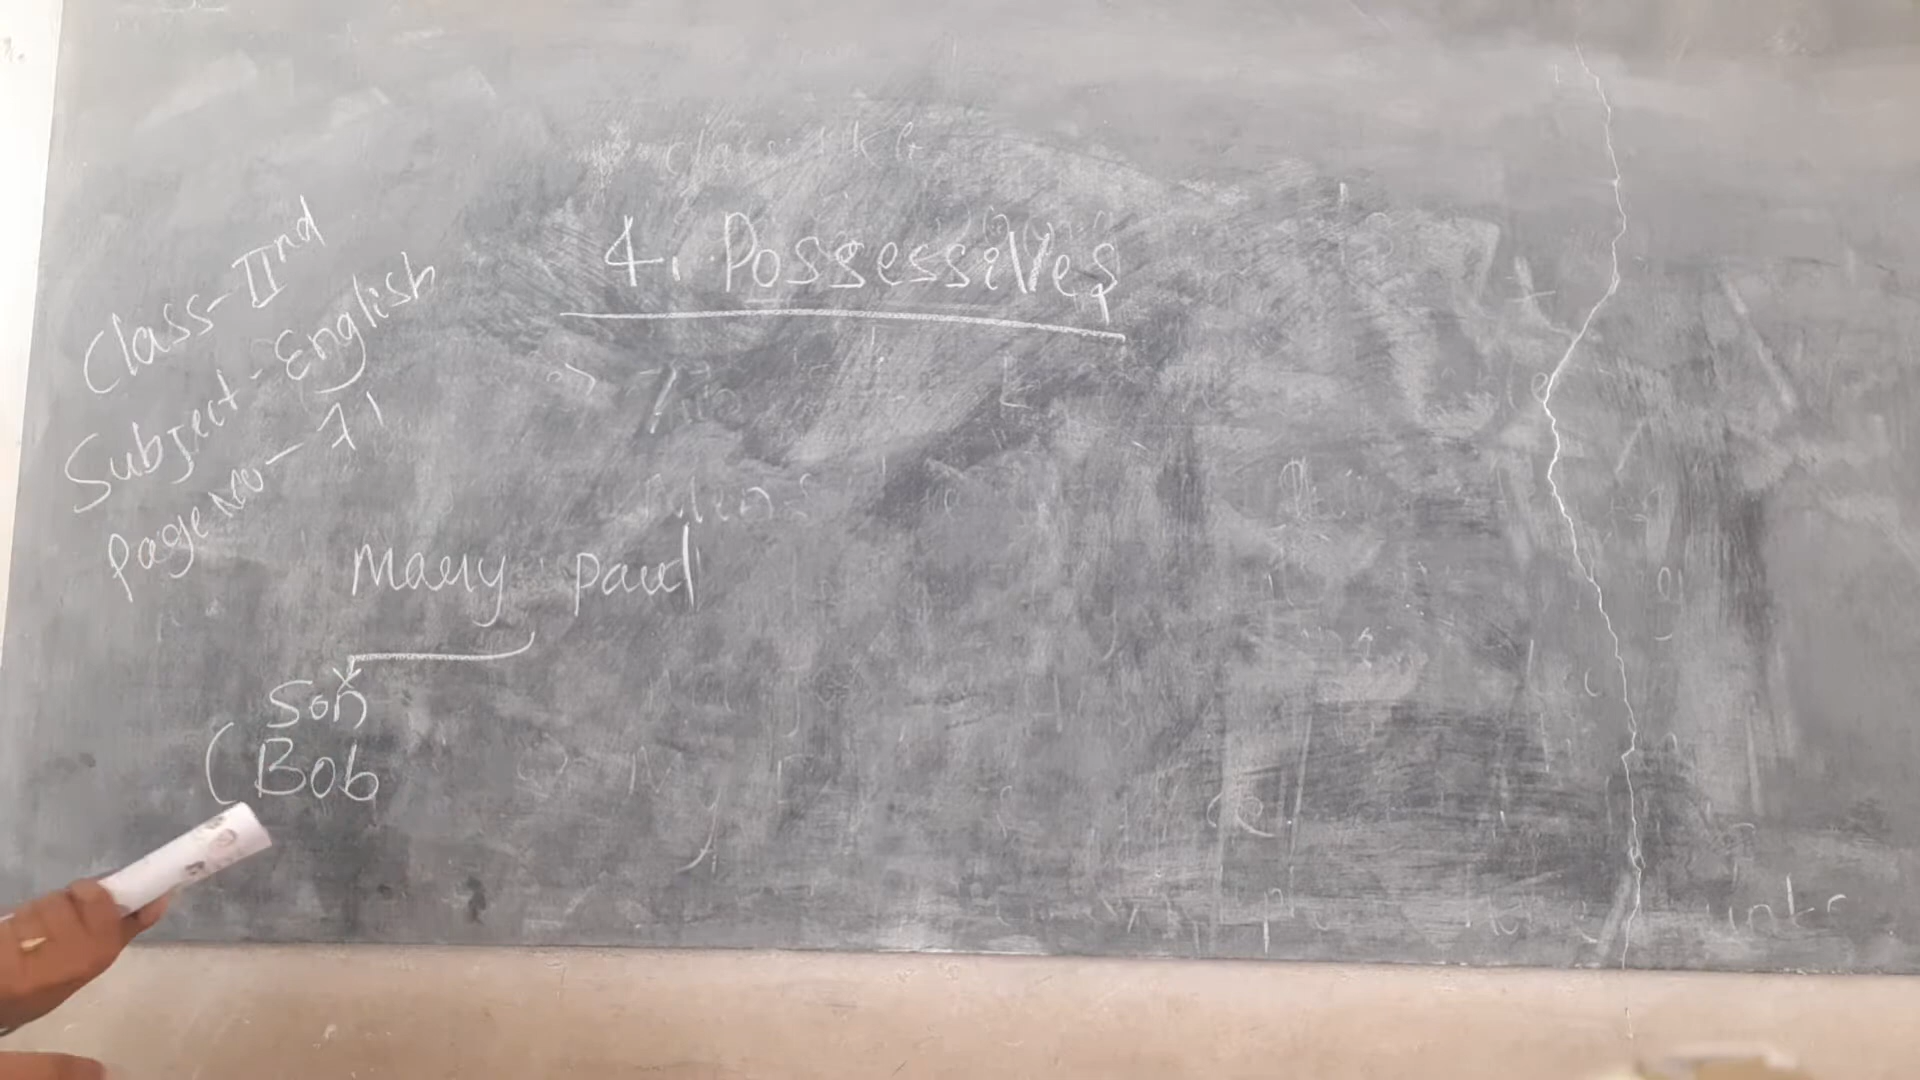 Class-IInd
Subject-English
Page No-71
4. Possessives
Mary paul
Son
(Bob